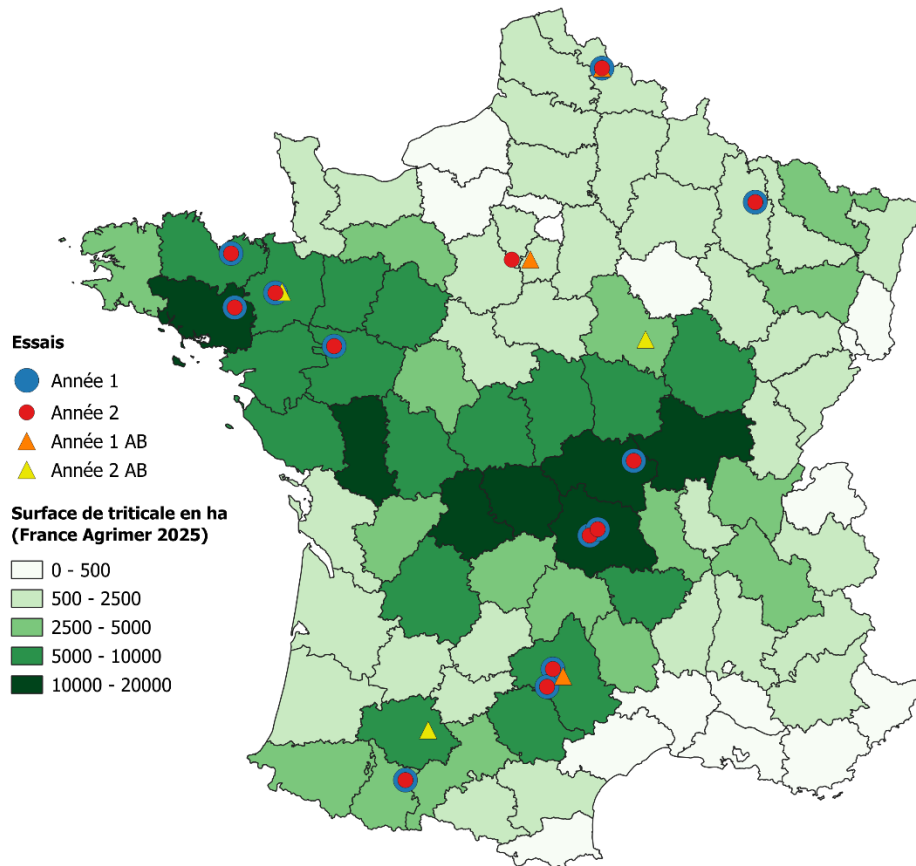 Essais
Année 1
Année 2
Année 1 AB
Année 2 AB
Surface de triticale en ha
(France Agrimer 2025)
0 - 500
500 - 2500
2500 - 5000
5000 - 10000
10000 - 20000